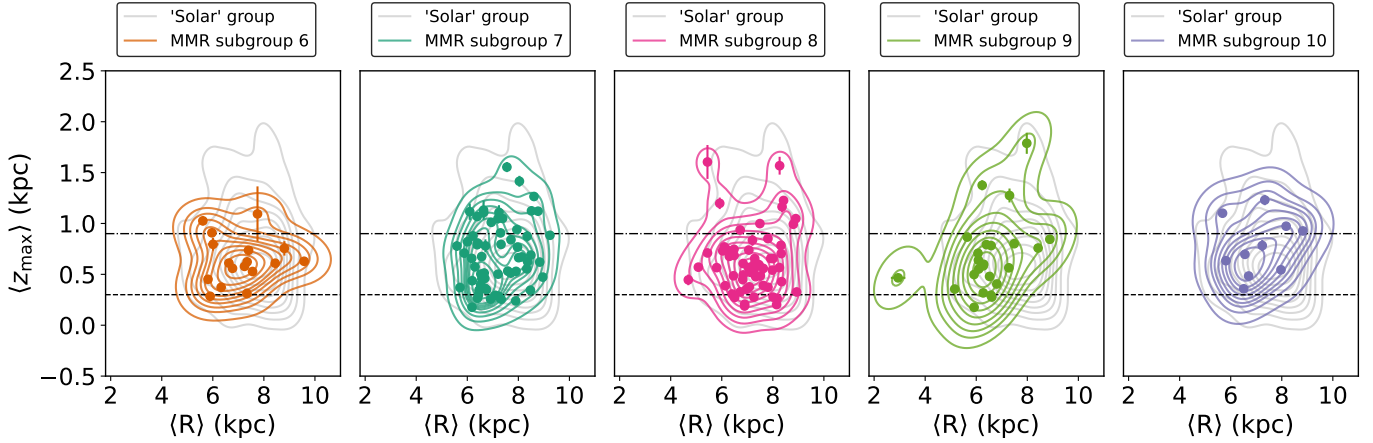 'Solar' group
MMR subgroup 6
'Solar' group
MMR subgroup 7
'Solar' group
MMR subgroup 8
'Solar' group
MMR subgroup 9
'Solar' group
MMR subgroup 10
⟨z_max⟩ (kpc)
2.5
2.0
1.5
1.0
0.5
0.0
−0.5
2 4 6 8 10
2 4 6 8 10
2 4 6 8 10
2 4 6 8 10
2 4 6 8 10
⟨R⟩ (kpc)
⟨R⟩ (kpc)
⟨R⟩ (kpc)
⟨R⟩ (kpc)
⟨R⟩ (kpc)